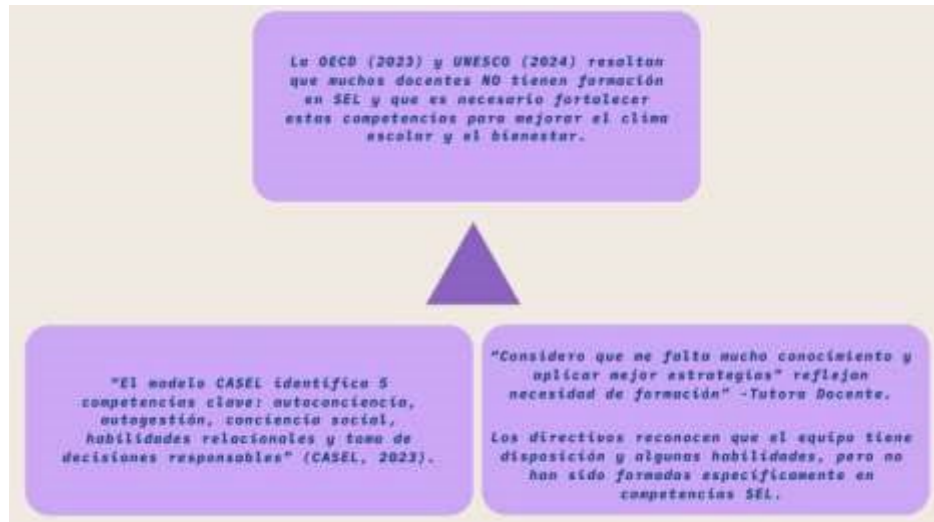 La OECD (2023) y UNESCO (2024) resaltan
que muchos docentes NO tienen formación
en SEL y que es necesario fortalecer
estas competencias para mejorar el clima
escolar y el bienestar.
"El modelo CASEL identifica 5
competencias clave: autoconciencia,
autogestión, conciencia social,
habilidades relacionales y toma de
decisiones responsables" (CASEL, 2023).
"Considero que me falta mucho conocimiento y
aplicar mejor estrategias" reflejan
necesidad de formación" -Tutora Docente.
Los directivos reconocen que el equipo tiene
disposición y algunas habilidades, pero no
han sido formadas específicamente en
competencias SEL.